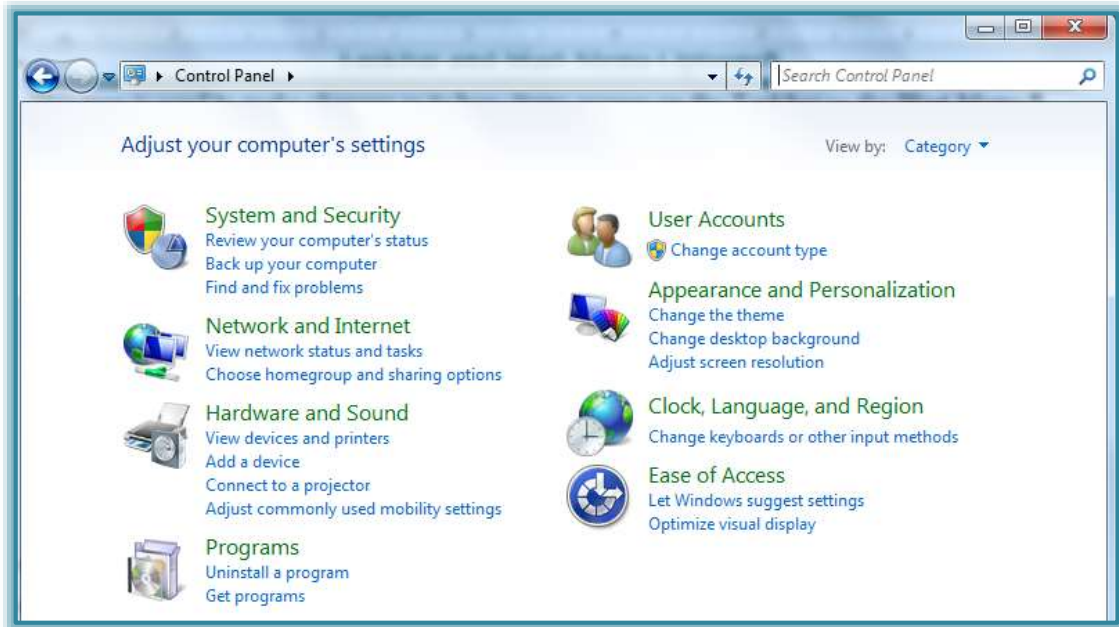 Control Panel
Search Control Panel
Adjust your computer's settings
View by: Category
System and Security
Review your computer's status
Back up your computer
Find and fix problems
Network and Internet
View network status and tasks
Choose homegroup and sharing options
Hardware and Sound
View devices and printers
Add a device
Connect to a projector
Adjust commonly used mobility settings
Programs
Uninstall a program
Get programs
User Accounts
Change account type
Appearance and Personalization
Change the theme
Change desktop background
Adjust screen resolution
Clock, Language, and Region
Change keyboards or other input methods
Ease of Access
Let Windows suggest settings
Optimize visual display